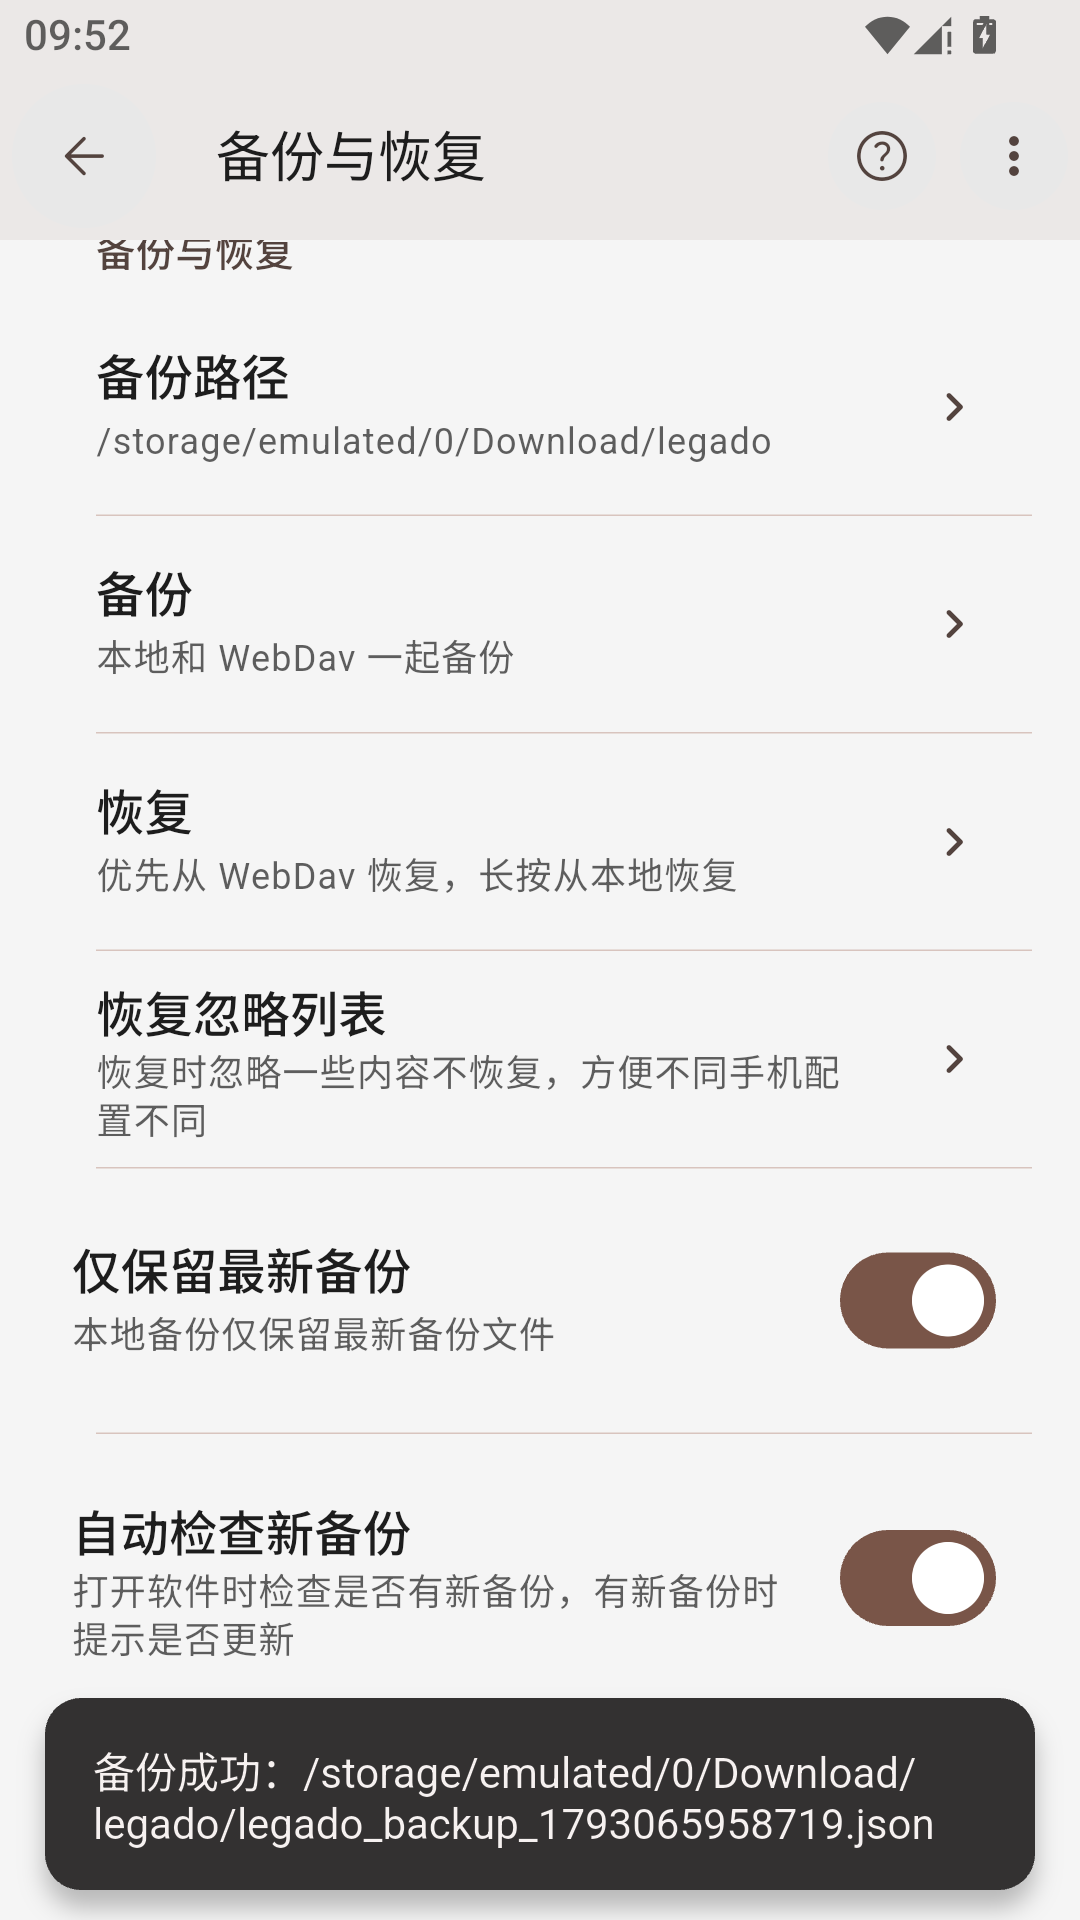 09:52
备份与恢复
备份与恢复
备份路径
/storage/emulated/0/Download/legado
备份
本地和 WebDav 一起备份
恢复
优先从 WebDav 恢复，长按从本地恢复
恢复忽略列表
恢复时忽略一些内容不恢复，方便不同手机配
置不同
仅保留最新备份
本地备份仅保留最新备份文件
自动检查新备份
打开软件时检查是否有新备份，有新备份时
提示是否更新
备份成功：/storage/emulated/0/Download/
legado/legado_backup_1793065958719.json